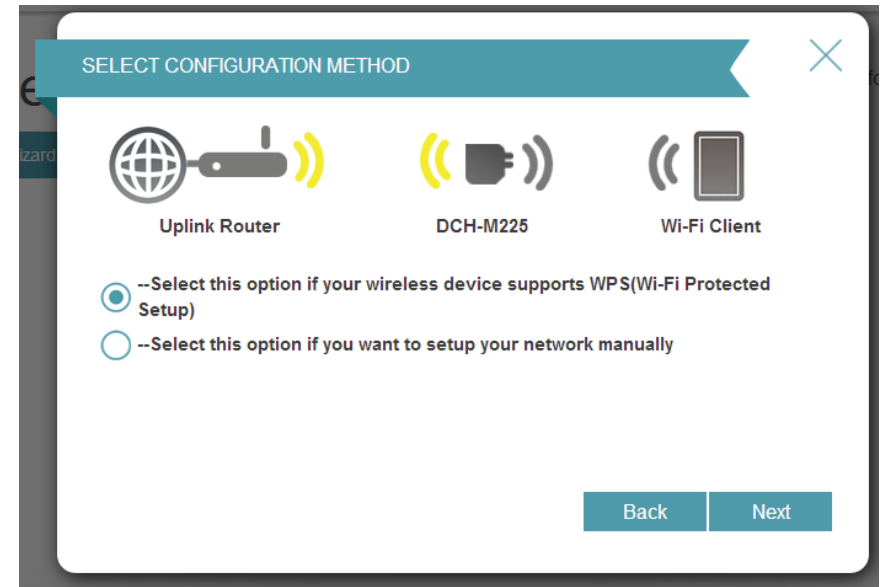 SELECT CONFIGURATION METHOD
Uplink Router
DCH-M225
Wi-Fi Client
--Select this option if your wireless device supports WPS(Wi-Fi Protected
Setup)
--Select this option if you want to setup your network manually
Back
Next